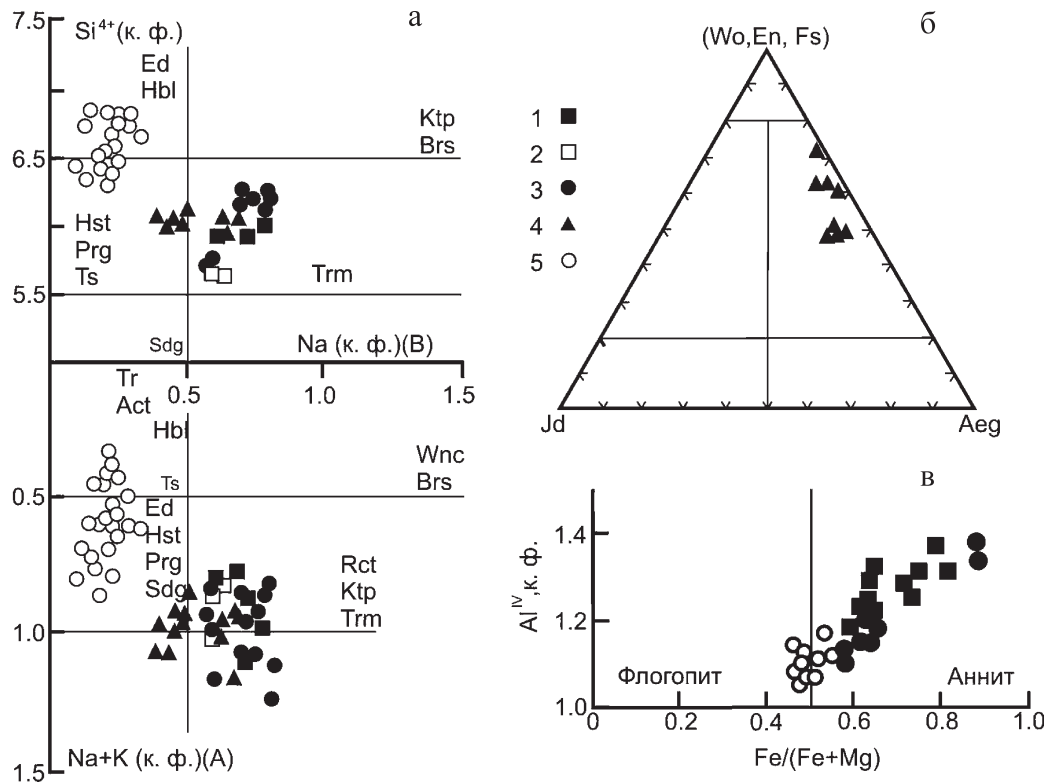 а
7.5
Si⁴⁺(к. ф.)
Ed
Hbl
Ktp
Brs
6.5
Hst
Prg
Ts
Trm
5.5
Sdg
Na (к. ф.)(B)
Tr
Act
0.5
1.0
1.5
Hbl
Wnc
Brs
Ts
0.5
Ed
Hst
Prg
Sdg
Rct
Ktp
Trm
1.0
Na+K (к. ф.)(A)
1.5
б
(Wo,En, Fs)
1
2
3
4
5
Jd
Aeg
в
Al^IV, к. ф.
1.4
1.2
1.0
Флогопит
Аннит
0
0.2
0.4
0.6
0.8
1.0
Fe/(Fe+Mg)